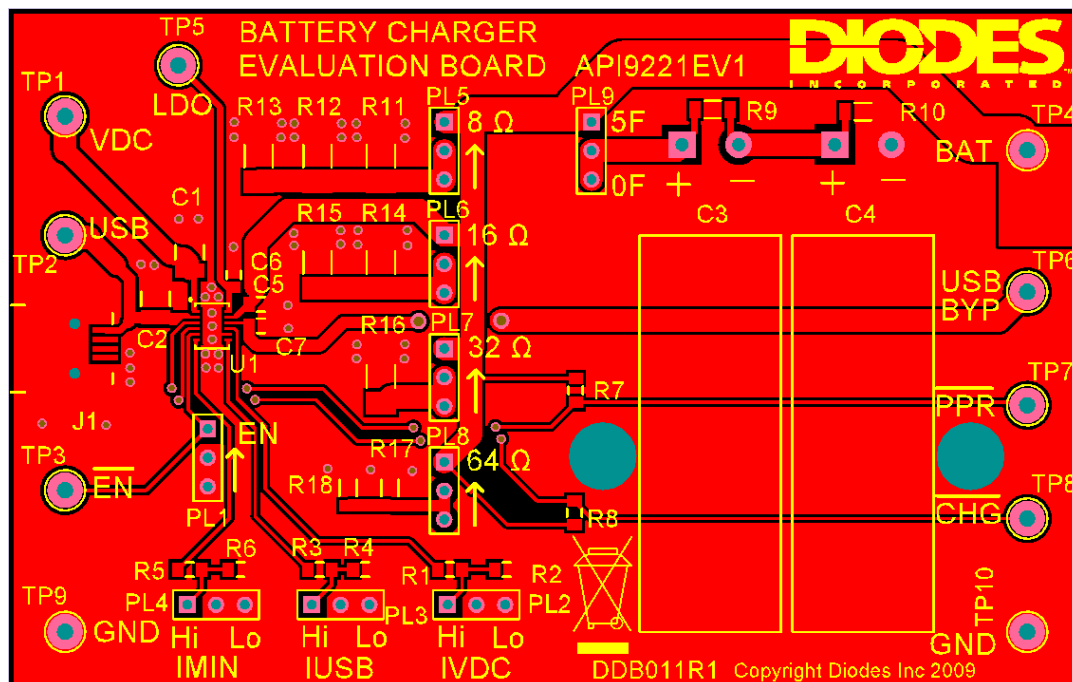 TP5
BATTERY CHARGER
EVALUATION BOARD API9221EV1
DIODES™
INCORPORATED
TP1
LDO
R13 R12 R11
PL5
8 Ω
PL9
5F
R9
R10
TP4
VDC
BAT
0F
+ − + −
C1
C3
C4
USB
TP2
R15 R14
PL6
16 Ω
C6
C5
USB
BYP
TP6
C2
U1
C7
R16
PL7
32 Ω
R7
PPR
TP7
J1
EN
TP3
EN
PL1
R17
PL8
64 Ω
R18
R8
CHG
TP8
R5
R6
R3
R4
R1
R2
PL4
PL3
PL2
TP9
GND
Hi Lo
Hi Lo
Hi Lo
IMIN
IUSB
IVDC
TP10
GND
DDB011R1 Copyright Diodes Inc 2009